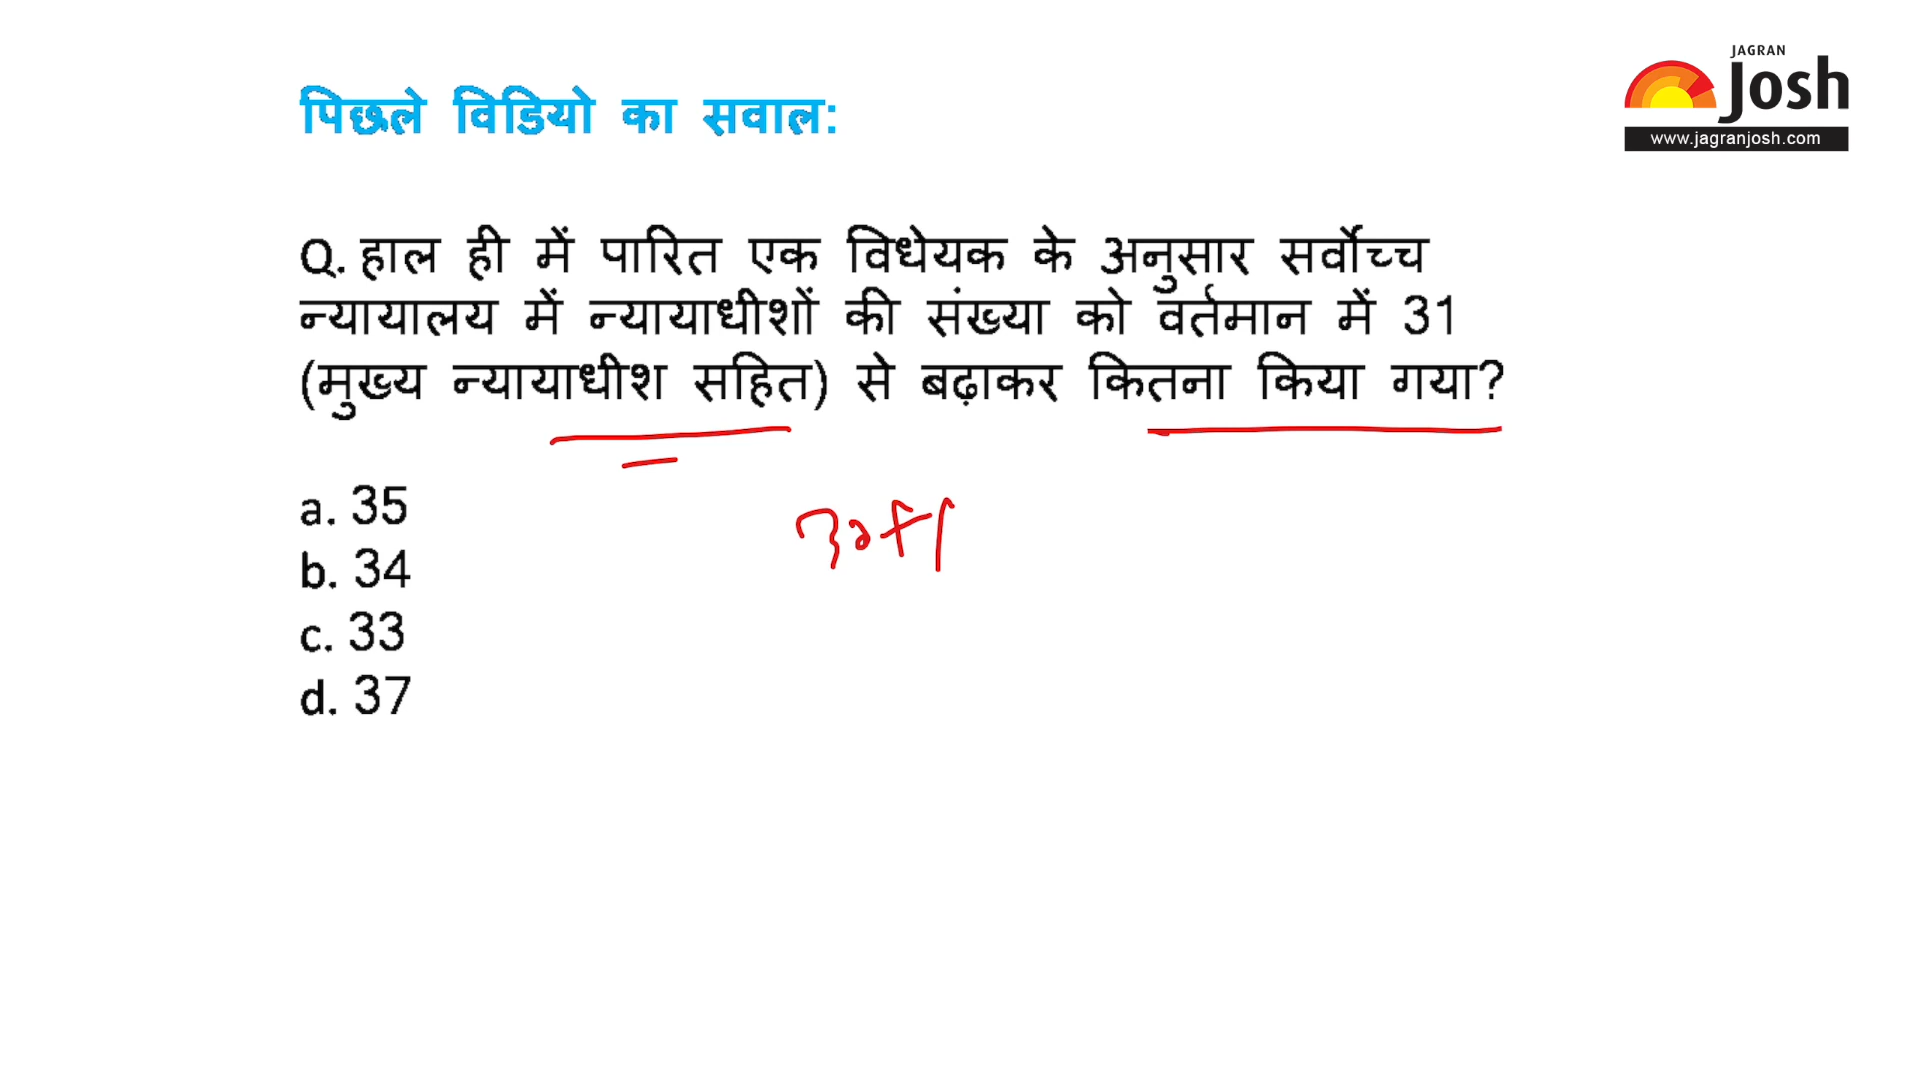 JAGRAN
Josh
www.jagranjosh.com
पिछले विडियो का सवाल:
Q. हाल ही में पारित एक विधेयक के अनुसार सर्वोच्च
न्यायालय में न्यायाधीशों की संख्या को वर्तमान में 31
(मुख्य न्यायाधीश सहित) से बढ़ाकर कितना किया गया?
a. 35
b. 34
c. 33
d. 37